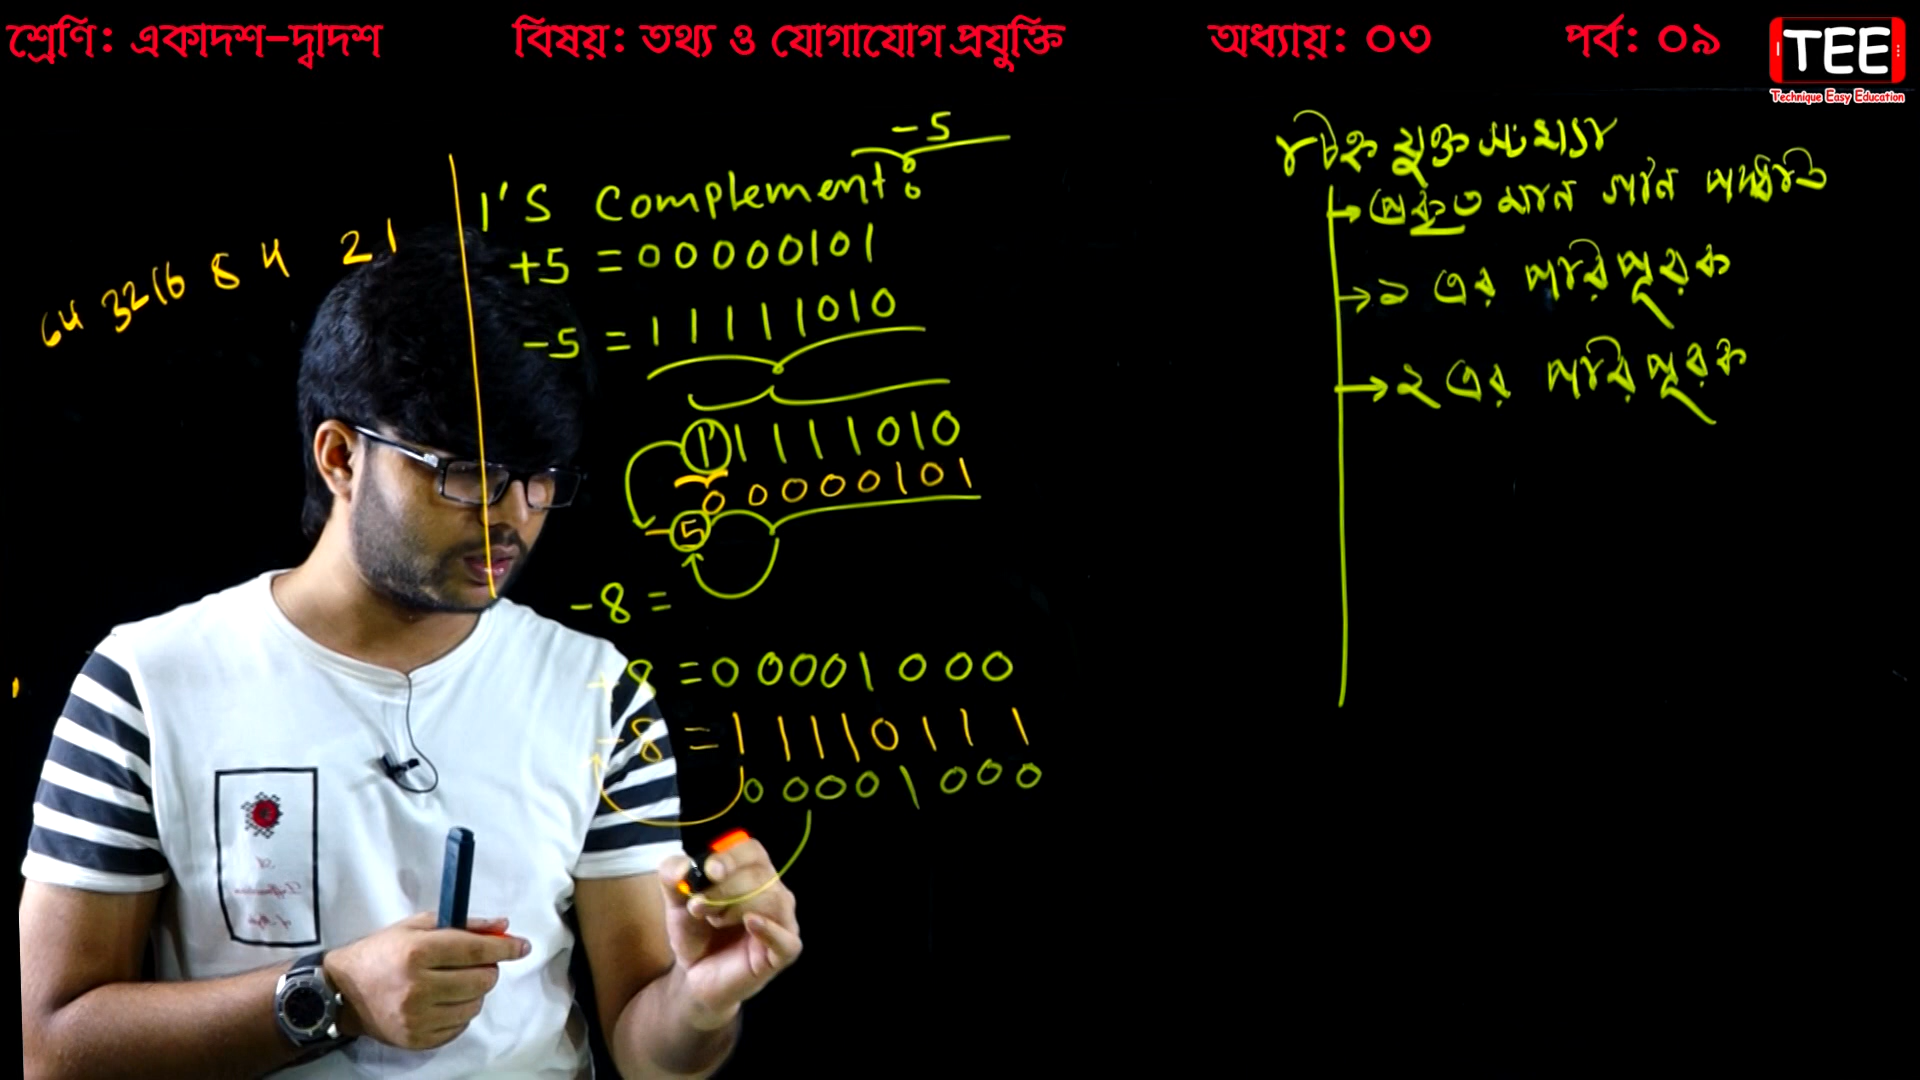 শ্রেণি: একাদশ-দ্বাদশ বিষয়: তথ্য ও যোগাযোগ প্রযুক্তি অধ্যায়: ০৩ পর্ব: ০৯
TEE
Technique Easy Education
-5
1'S Complement:
64 32 16 8 4 2 1
+5 = 00000101
-5 = 11111010
11111010
00000101
-5
-8 =
+8 = 00001000
-8 = 11110111
00001000
চিহ্ন যুক্ত সংখ্যা
→ প্রকৃত মান গঠন পদ্ধতি
→ ১ এর পরিপূরক
→ ২ এর পরিপূরক